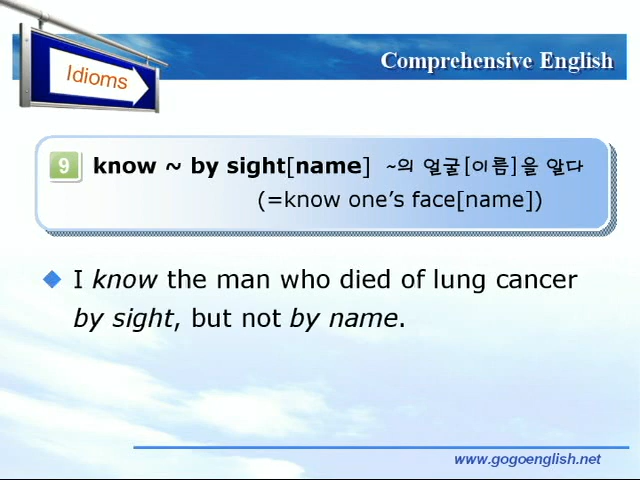 Idioms
Comprehensive English
9 know ~ by sight[name] ~의 얼굴[이름]을 알다
(=know one’s face[name])
I know the man who died of lung cancer
by sight, but not by name.
www.gogoenglish.net